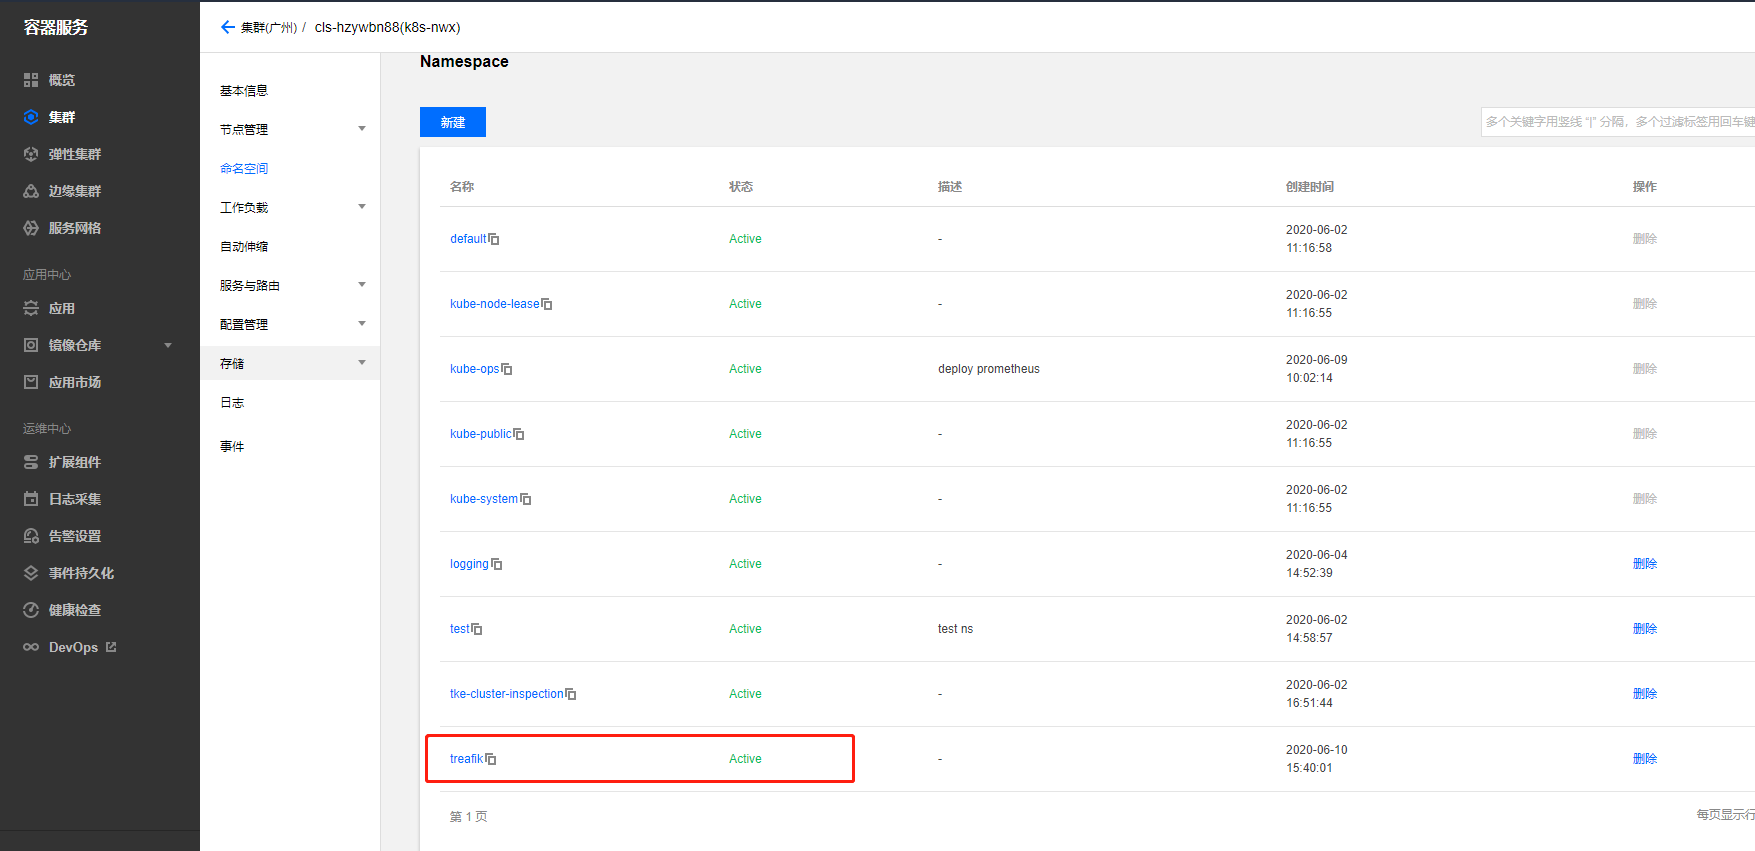 容器服务
概览
集群
弹性集群
边缘集群
服务网格
应用中心
应用
镜像仓库
应用市场
运维中心
扩展组件
日志采集
告警设置
事件持久化
健康检查
DevOps
集群(广州) / cls-hzywbn88(k8s-nwx)
基本信息
节点管理
命名空间
工作负载
自动伸缩
服务与路由
配置管理
存储
日志
事件
Namespace
新建
多个关键字用竖线 "|" 分隔，多个过滤标签用回车键
名称 状态 描述 创建时间 操作
default Active - 2020-06-02 11:16:58 删除
kube-node-lease Active - 2020-06-02 11:16:55 删除
kube-ops Active deploy prometheus 2020-06-09 10:02:14 删除
kube-public Active - 2020-06-02 11:16:55 删除
kube-system Active - 2020-06-02 11:16:55 删除
logging Active - 2020-06-04 14:52:39 删除
test Active test ns 2020-06-02 14:58:57 删除
tke-cluster-inspection Active - 2020-06-02 16:51:44 删除
treafik Active - 2020-06-10 15:40:01 删除
第 1 页 每页显示行